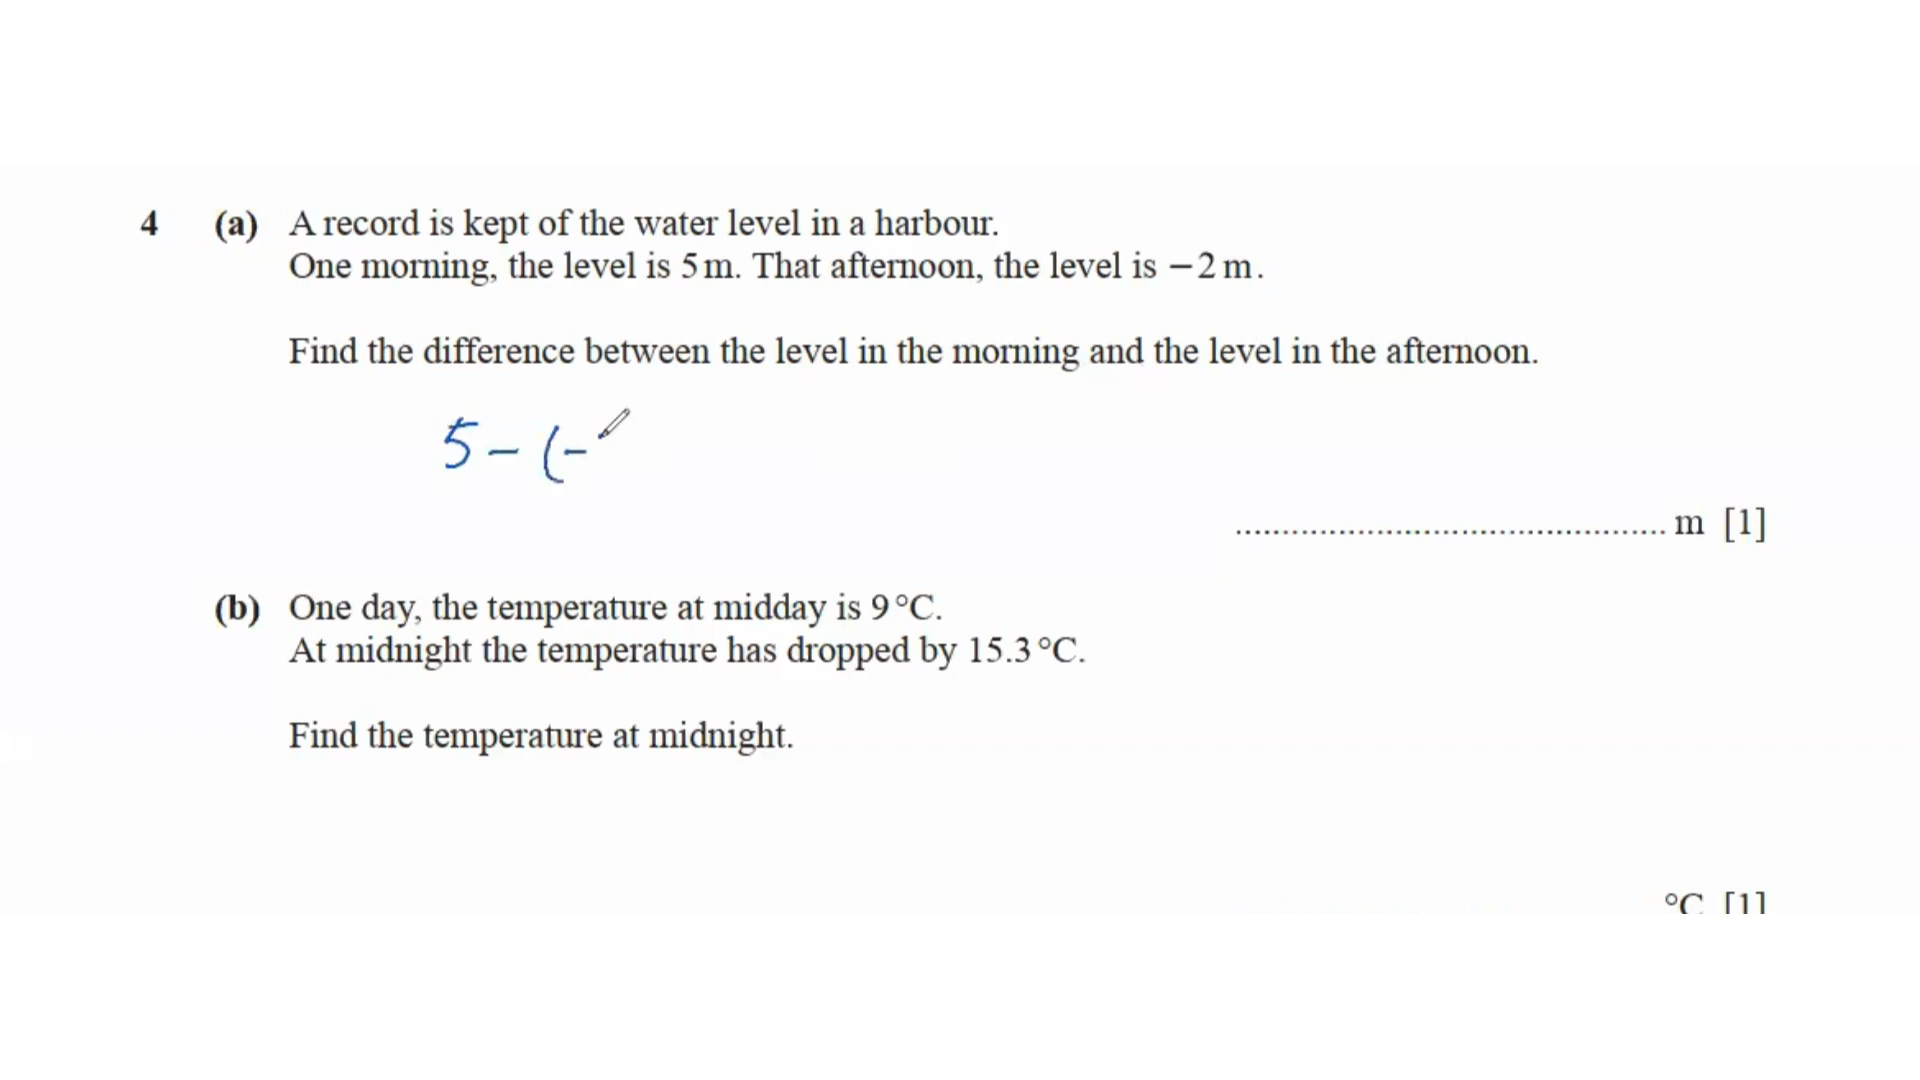 4 (a) A record is kept of the water level in a harbour.
One morning, the level is 5 m. That afternoon, the level is −2 m.
Find the difference between the level in the morning and the level in the afternoon.
5 − (−
................................................ m [1]
(b) One day, the temperature at midday is 9 °C.
At midnight the temperature has dropped by 15.3 °C.
Find the temperature at midnight.
°C [1]